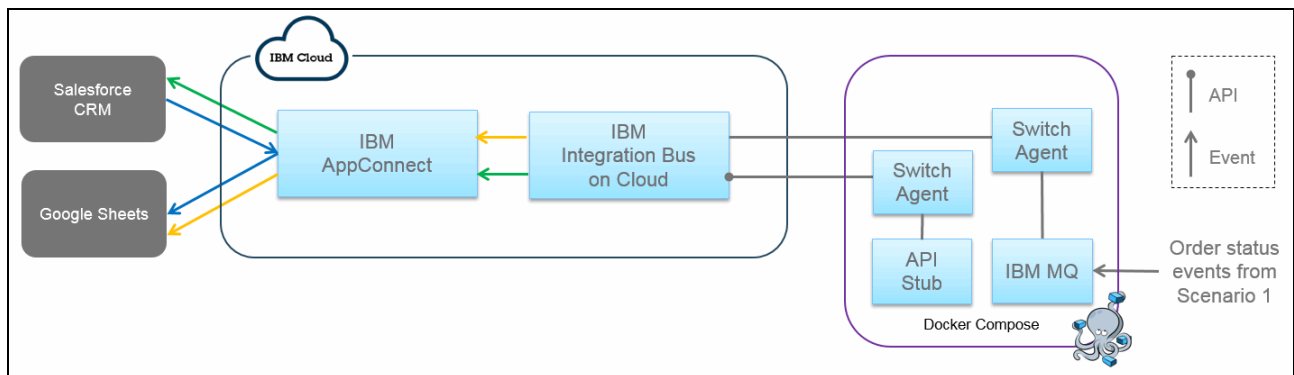 IBM Cloud
Salesforce
CRM
Google Sheets
IBM
AppConnect
IBM
Integration Bus
on Cloud
Switch
Agent
Switch
Agent
API
Stub
IBM MQ
Docker Compose
API
Event
Order status
events from
Scenario 1